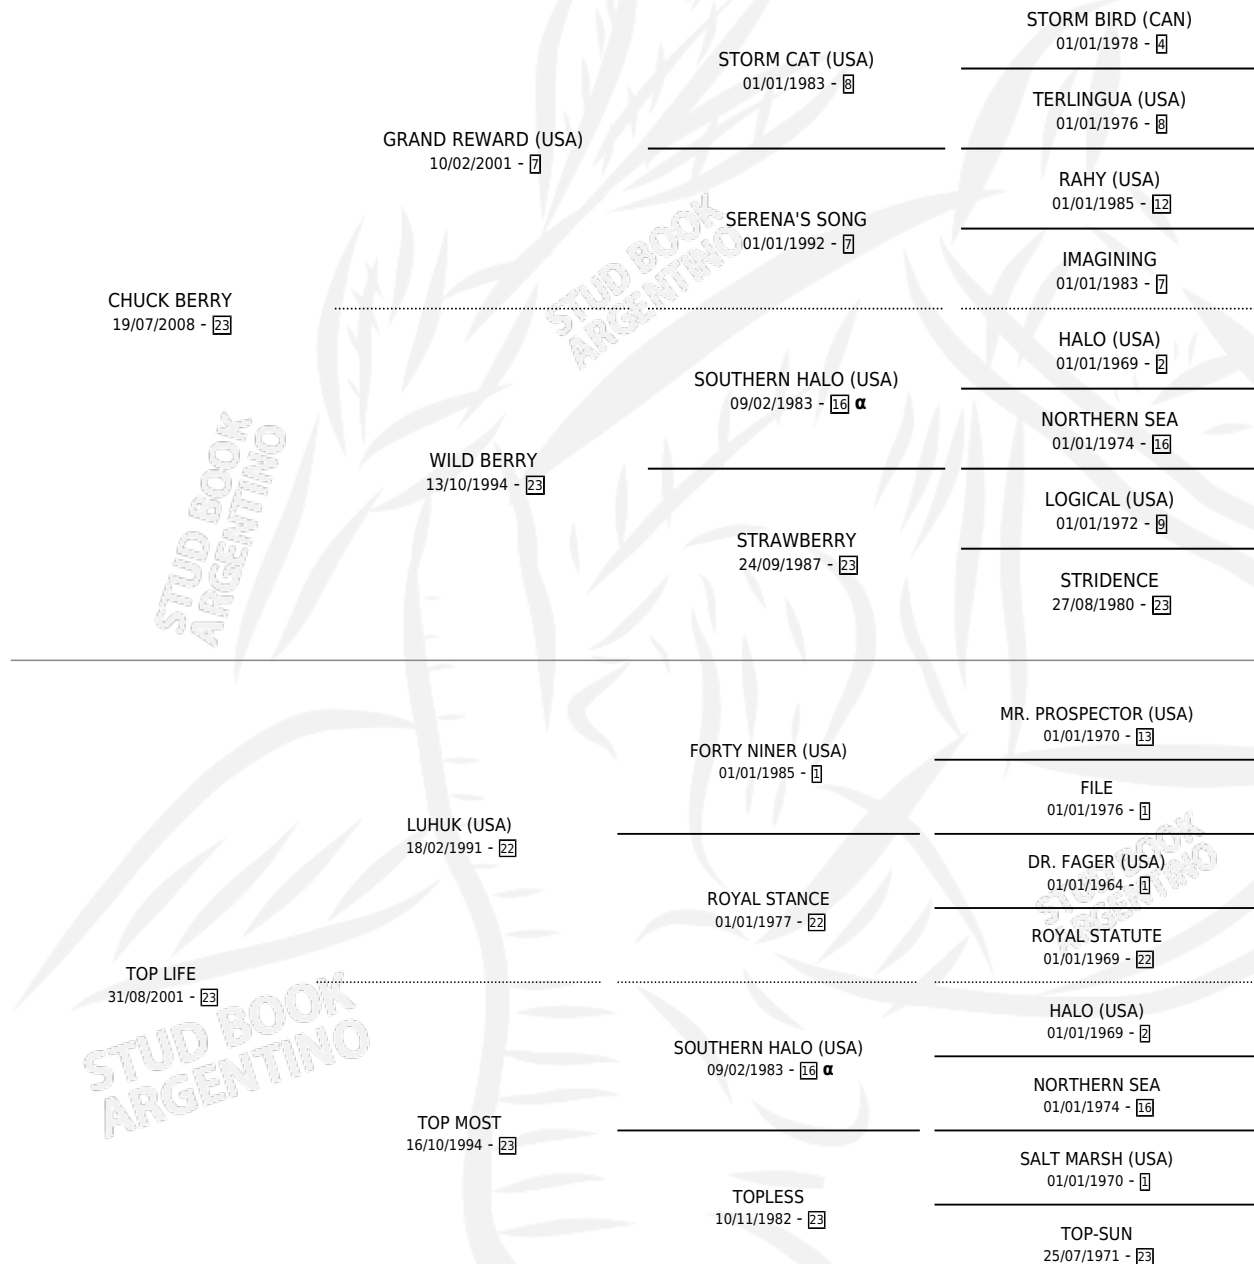 STORM BIRD (CAN)
01/01/1978 - 4
STORM CAT (USA)
01/01/1983 - 8
TERLINGUA (USA)
01/01/1976 - 8
GRAND REWARD (USA)
10/02/2001 - 7
RAHY (USA)
01/01/1985 - 12
SERENA'S SONG
01/01/1992 - 7
IMAGINING
01/01/1983 - 7
CHUCK BERRY
19/07/2008 - 23
HALO (USA)
01/01/1969 - 2
SOUTHERN HALO (USA)
09/02/1983 - 16 α
NORTHERN SEA
01/01/1974 - 16
WILD BERRY
13/10/1994 - 23
LOGICAL (USA)
01/01/1972 - 9
STRAWBERRY
24/09/1987 - 23
STRIDENCE
27/08/1980 - 23
MR. PROSPECTOR (USA)
01/01/1970 - 13
FORTY NINER (USA)
01/01/1985 - 1
FILE
01/01/1976 - 1
LUHUK (USA)
18/02/1991 - 22
DR. FAGER (USA)
01/01/1964 - 1
ROYAL STANCE
01/01/1977 - 22
ROYAL STATUTE
01/01/1969 - 22
TOP LIFE
31/08/2001 - 23
HALO (USA)
01/01/1969 - 2
SOUTHERN HALO (USA)
09/02/1983 - 16 α
NORTHERN SEA
01/01/1974 - 16
TOP MOST
16/10/1994 - 23
SALT MARSH (USA)
01/01/1970 - 1
TOPLESS
10/11/1982 - 23
TOP-SUN
25/07/1971 - 23
STUD BOOK
ARGENTINO
STUD BOOK
ARGENTINO
STUD BOOK
ARGENTINO
STUD BOOK
ARGENTINO